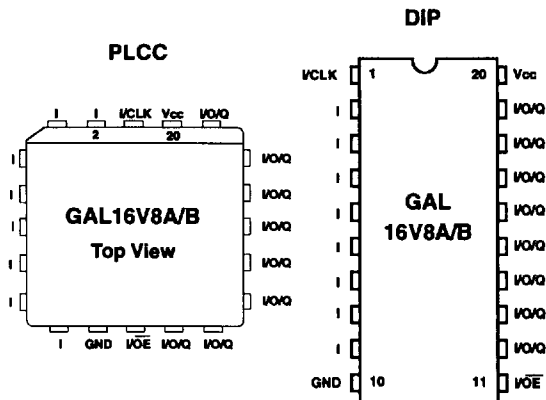 PLCC
I I I/CLK Vcc I/O/Q
2 20
I I/O/Q
I I/O/Q
GAL16V8A/B
I I/O/Q
Top View
I I/O/Q
I I/O/Q
I GND I/OE I/O/Q I/O/Q
DIP
I/CLK 1 20 Vcc
I I/O/Q
I I/O/Q
I I/O/Q
GAL
I I/O/Q
16V8A/B
I I/O/Q
I I/O/Q
I I/O/Q
I I/O/Q
GND 10 11 I/OE